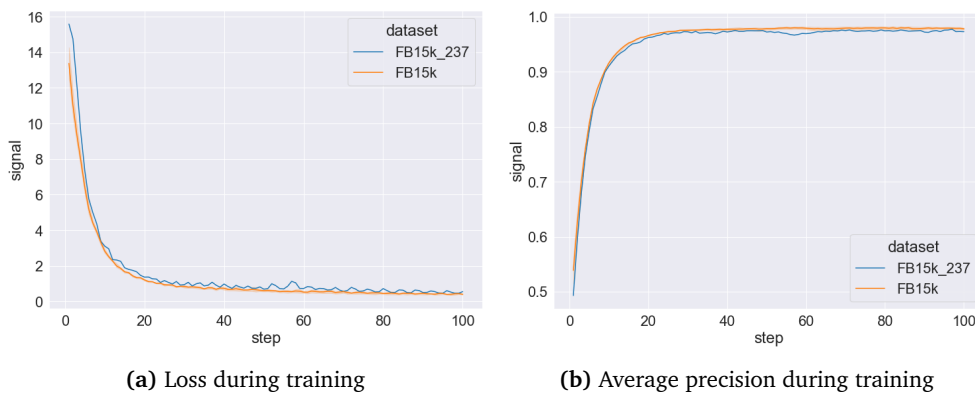 16
14
12
10
8
6
4
2
0
signal
dataset
FB15k_237
FB15k
0 20 40 60 80 100
step
(a) Loss during training
1.0
0.9
0.8
0.7
0.6
0.5
signal
dataset
FB15k_237
FB15k
0 20 40 60 80 100
step
(b) Average precision during training